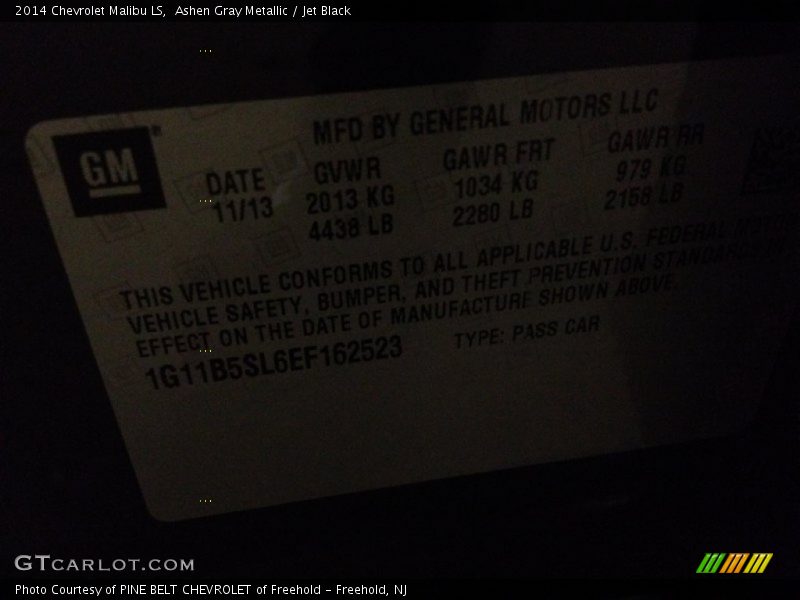 2014 Chevrolet Malibu LS,  Ashen Gray Metallic / Jet Black
GM
MFD BY GENERAL MOTORS LLC
DATE GVWR GAWR FRT GAWR RR
11/13 2013 KG 1034 KG 979 KG
4438 LB 2280 LB 2158 LB
THIS VEHICLE CONFORMS TO ALL APPLICABLE U.S. FEDERAL MOTOR
VEHICLE SAFETY, BUMPER, AND THEFT PREVENTION STANDARDS
EFFECT ON THE DATE OF MANUFACTURE SHOWN ABOVE.
1G11B5SL6EF162523 TYPE: PASS CAR
GTCARLOT.COM
Photo Courtesy of PINE BELT CHEVROLET of Freehold - Freehold, NJ